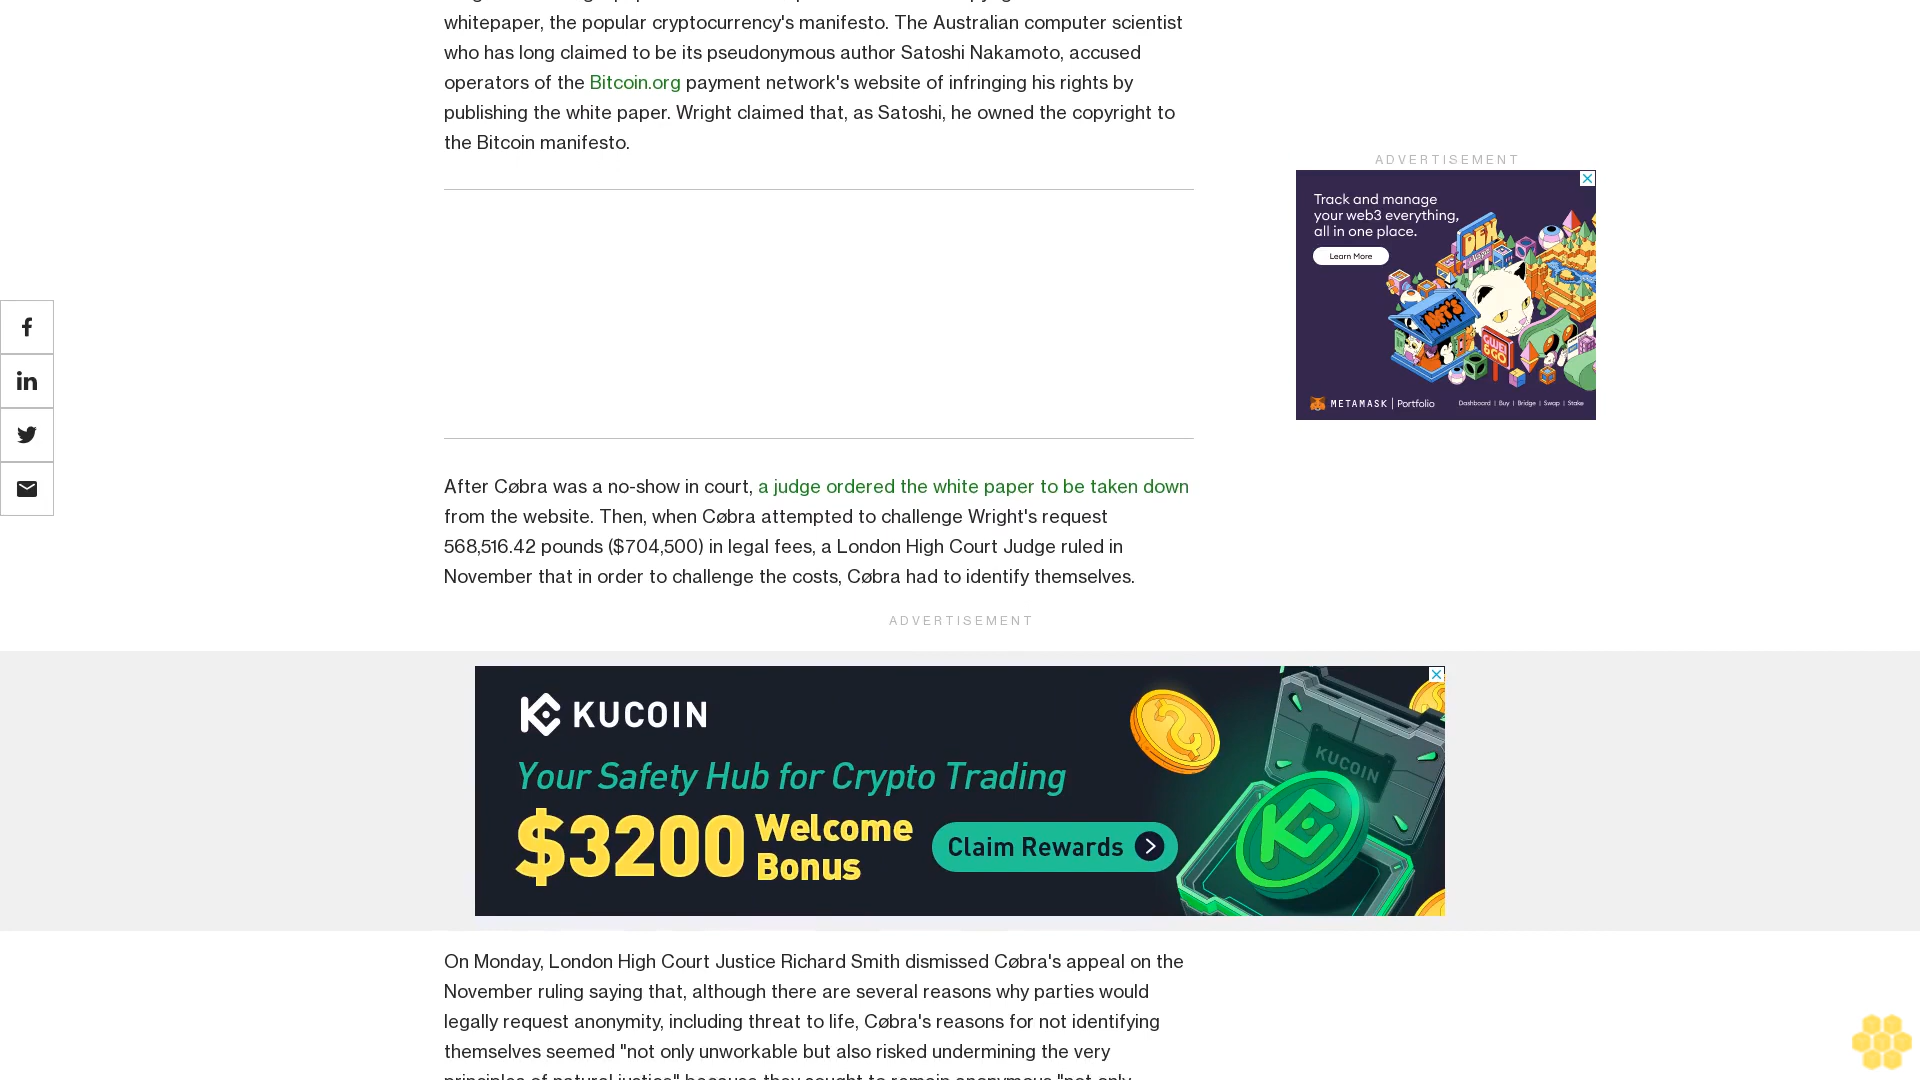 whitepaper, the popular cryptocurrency's manifesto. The Australian computer scientist
who has long claimed to be its pseudonymous author Satoshi Nakamoto, accused
operators of the Bitcoin.org payment network's website of infringing his rights by
publishing the white paper. Wright claimed that, as Satoshi, he owned the copyright to
the Bitcoin manifesto.
ADVERTISEMENT
Track and manage
your web3 everything,
all in one place.
Learn More
DEX
NFT'S
GWEI
& GO
METAMASK | Portfolio
Dashboard | Buy | Bridge | Swap | Stake
After Cøbra was a no-show in court, a judge ordered the white paper to be taken down
from the website. Then, when Cøbra attempted to challenge Wright's request
568,516.42 pounds ($704,500) in legal fees, a London High Court Judge ruled in
November that in order to challenge the costs, Cøbra had to identify themselves.
ADVERTISEMENT
KUCOIN
Your Safety Hub for Crypto Trading
$3200 Welcome
Bonus
Claim Rewards
KUCOIN
On Monday, London High Court Justice Richard Smith dismissed Cøbra's appeal on the
November ruling saying that, although there are several reasons why parties would
legally request anonymity, including threat to life, Cøbra's reasons for not identifying
themselves seemed "not only unworkable but also risked undermining the very
principles of natural justice" because they sought to remain anonymous "not only